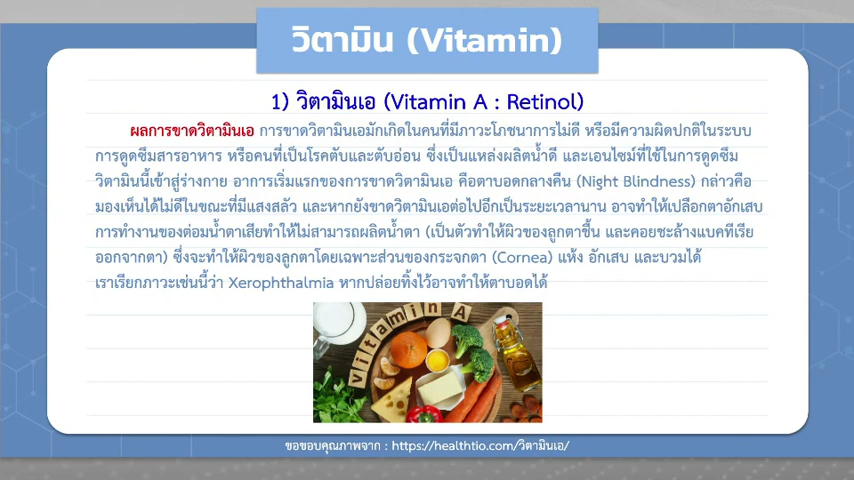 วิตามิน (Vitamin)
1) วิตามินเอ (Vitamin A : Retinol)
ผลการขาดวิตามินเอ การขาดวิตามินเอมักเกิดในคนที่มีภาวะโภชนาการไม่ดี หรือมีความผิดปกติในระบบ
การดูดซึมสารอาหาร หรือคนที่เป็นโรคตับและตับอ่อน ซึ่งเป็นแหล่งผลิตน้ำดี และเอนไซม์ที่ใช้ในการดูดซึม
วิตามินนี้เข้าสู่ร่างกาย อาการเริ่มแรกของการขาดวิตามินเอ คือตาบอดกลางคืน (Night Blindness) กล่าวคือ
มองเห็นได้ไม่ดีในขณะที่มีแสงสลัว และหากยังขาดวิตามินเอต่อไปอีกเป็นระยะเวลานาน อาจทำให้เปลือกตาอักเสบ
การทำงานของต่อมน้ำตาเสียทำให้ไม่สามารถผลิตน้ำตา (เป็นตัวทำให้ผิวของลูกตาชื้น และคอยชะล้างแบคทีเรีย
ออกจากตา) ซึ่งจะทำให้ผิวของลูกตาโดยเฉพาะส่วนของกระจกตา (Cornea) แห้ง อักเสบ และบวมได้
เราเรียกภาวะเช่นนี้ว่า Xerophthalmia หากปล่อยทิ้งไว้อาจทำให้ตาบอดได้
vitamin A
ขอขอบคุณภาพจาก : https://healthtio.com/วิตามินเอ/